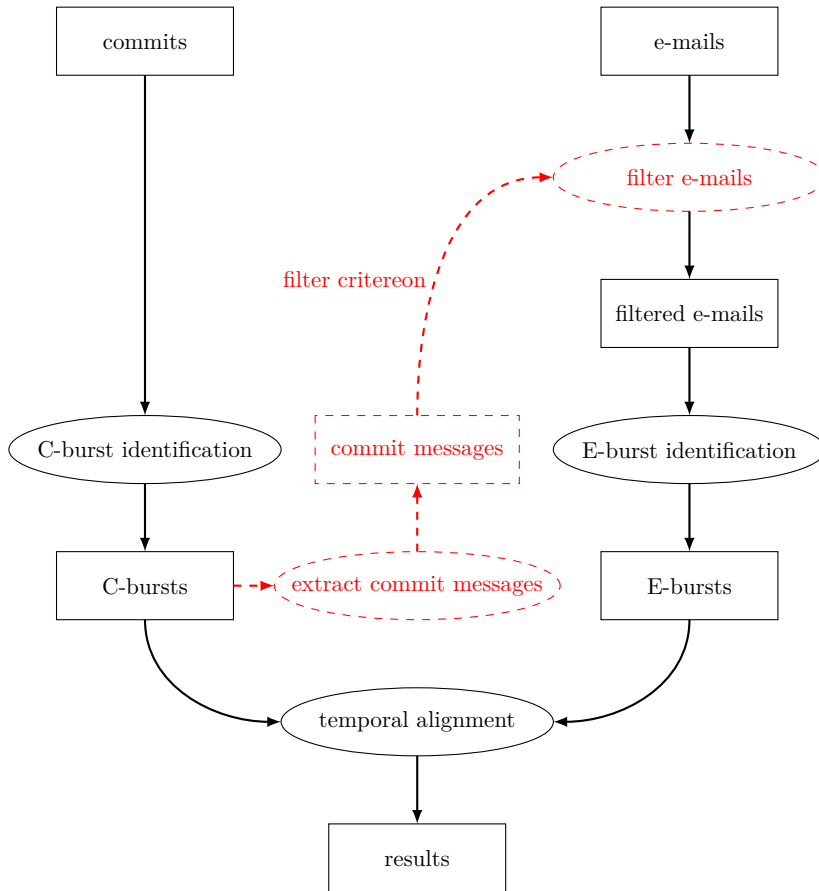 commits
e-mails
filter e-mails
filter critereon
filtered e-mails
C-burst identification
commit messages
E-burst identification
C-bursts
extract commit messages
E-bursts
temporal alignment
results